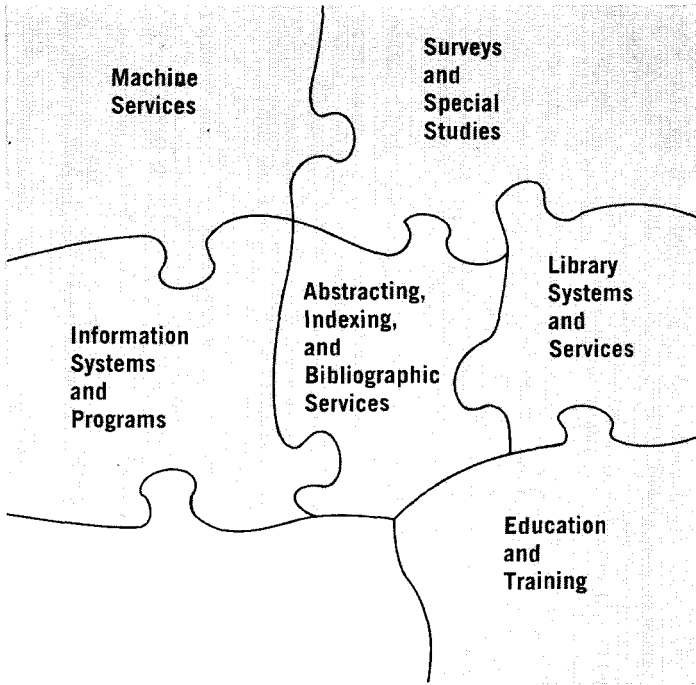 Machine
Services
Surveys
and
Special
Studies
Information
Systems
and
Programs
Abstracting,
Indexing,
and
Bibliographic
Services
Library
Systems
and
Services
Education
and
Training